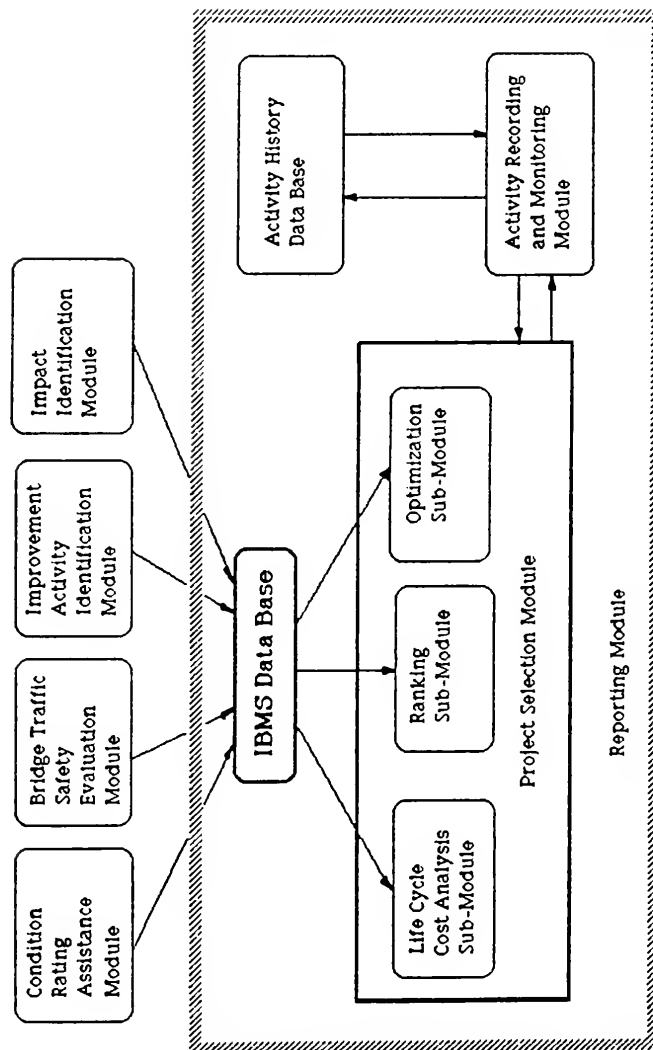 Condition
Rating
Assistance
Module
Bridge Traffic
Safety
Evaluation
Module
Improvement
Activity
Identification
Module
Impact
Identification
Module
IBMS Data Base
Activity History
Data Base
Life Cycle
Cost Analysis
Sub-Module
Ranking
Sub-Module
Optimization
Sub-Module
Activity Recording
and Monitoring
Module
Project Selection Module
Reporting Module